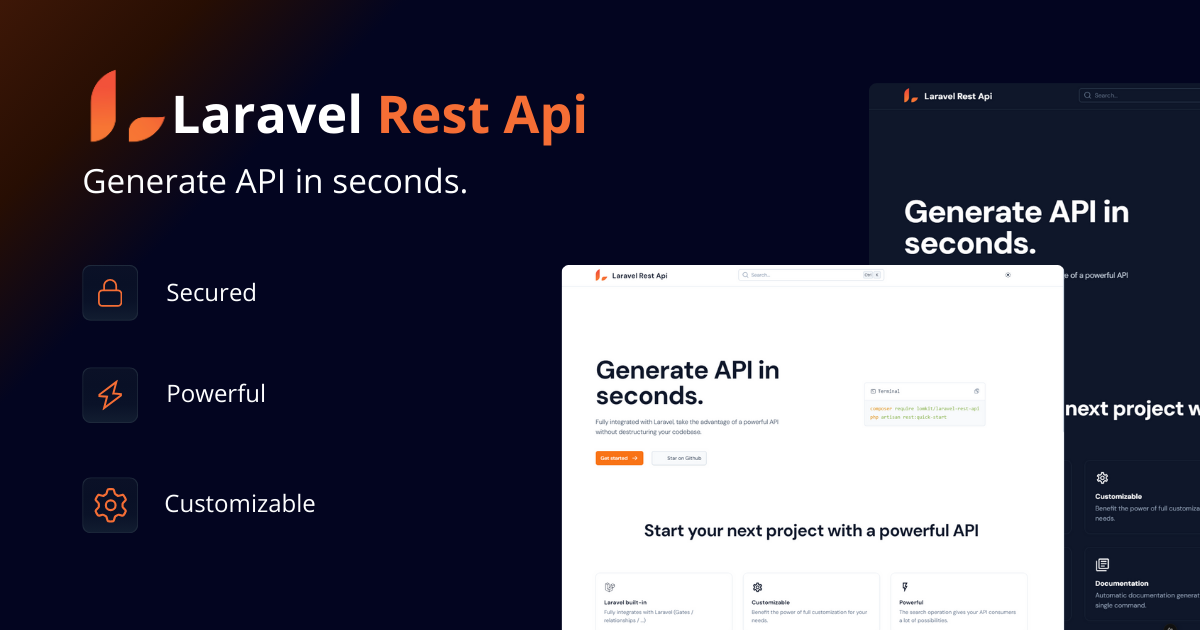 Laravel Rest Api
Generate API in seconds.
Secured
Powerful
Customizable
Laravel Rest Api
Search...
Generate API in
seconds.
e of a powerful API
next project w
Customizable
Benefit the power of full customiza
needs.
Documentation
Automatic documentation generat
single command.
Laravel Rest Api
Search...
Ctrl K
Generate API in
seconds.
Fully integrated with Laravel, take the advantage of a powerful API
without destructuring your codebase.
Get started
Star on Github
Terminal
composer require lomkit/laravel-rest-api
php artisan rest:quick-start
Start your next project with a powerful API
Laravel built-in
Fully integrates with Laravel (Gates /
relationships / ...)
Customizable
Benefit the power of full customization for your
needs.
Powerful
The search operation gives your API consumers
a lot of possibilities.